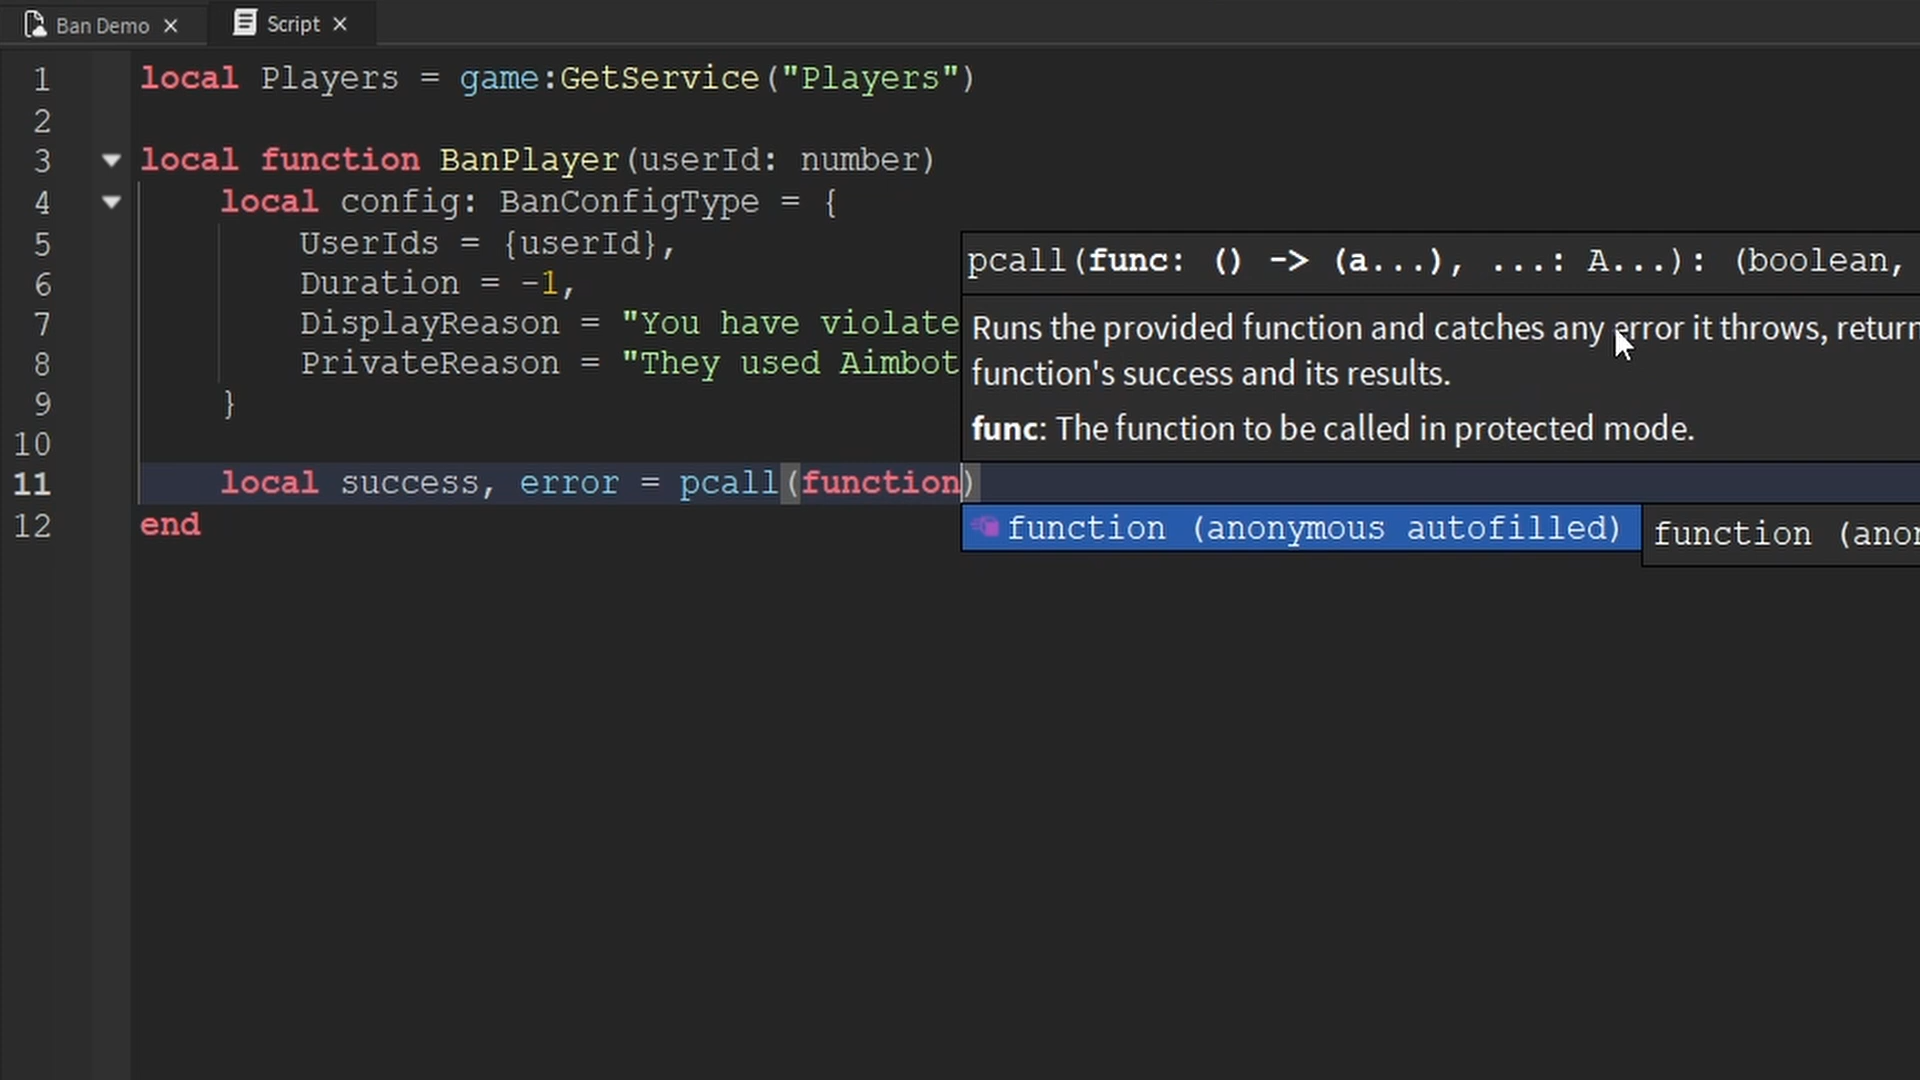 Ban Demo
Script
1 local Players = game:GetService("Players")
2
3 local function BanPlayer(userId: number)
4 local config: BanConfigType = {
5 UserIds = {userId},
6 Duration = -1,
7 DisplayReason = "You have violate
8 PrivateReason = "They used Aimbot
9 }
10
11 local success, error = pcall(function)
12 end
pcall(func: () -> (a...), ...: A...): (boolean,
Runs the provided function and catches any error it throws, return
function's success and its results.
func: The function to be called in protected mode.
function (anonymous autofilled)
function (anon